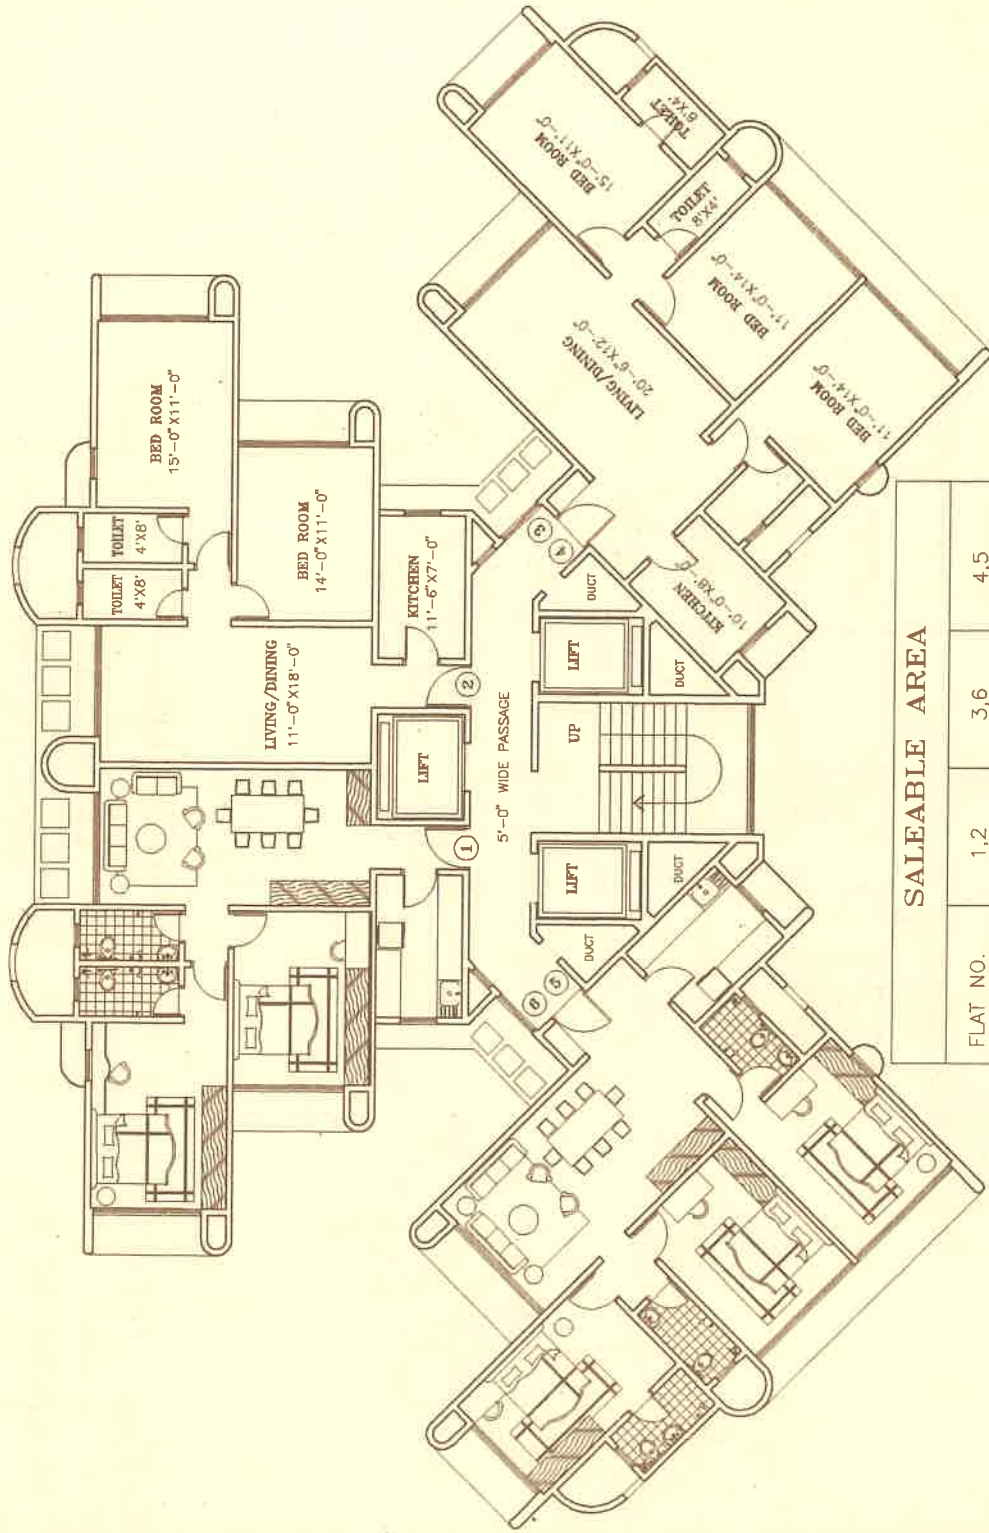 BED ROOM
15'-0"X11'-0"
TOILET
4'X8'
TOILET
4'X8'
BED ROOM
14'-0"X11'-0"
KITCHEN
11'-6"X7'-0"
LIVING/DINING
11'-0"X18'-0"
LIFT
2
1
5'-0" WIDE PASSAGE
BED ROOM
15'-0"X11'-0"
TOILET
8'X4'
TOILET
8'X4'
BED ROOM
11'-0"X14'-0"
BED ROOM
11'-0"X14'-0"
LIVING/DINING
20'-6"X12'-0"
KITCHEN
10'-0"X8'-0"
3
4
DUCT
LIFT
DUCT
UP
LIFT
DUCT
DUCT
6
5
SALEABLE AREA
FLAT NO. 1,2 3,6 4,5